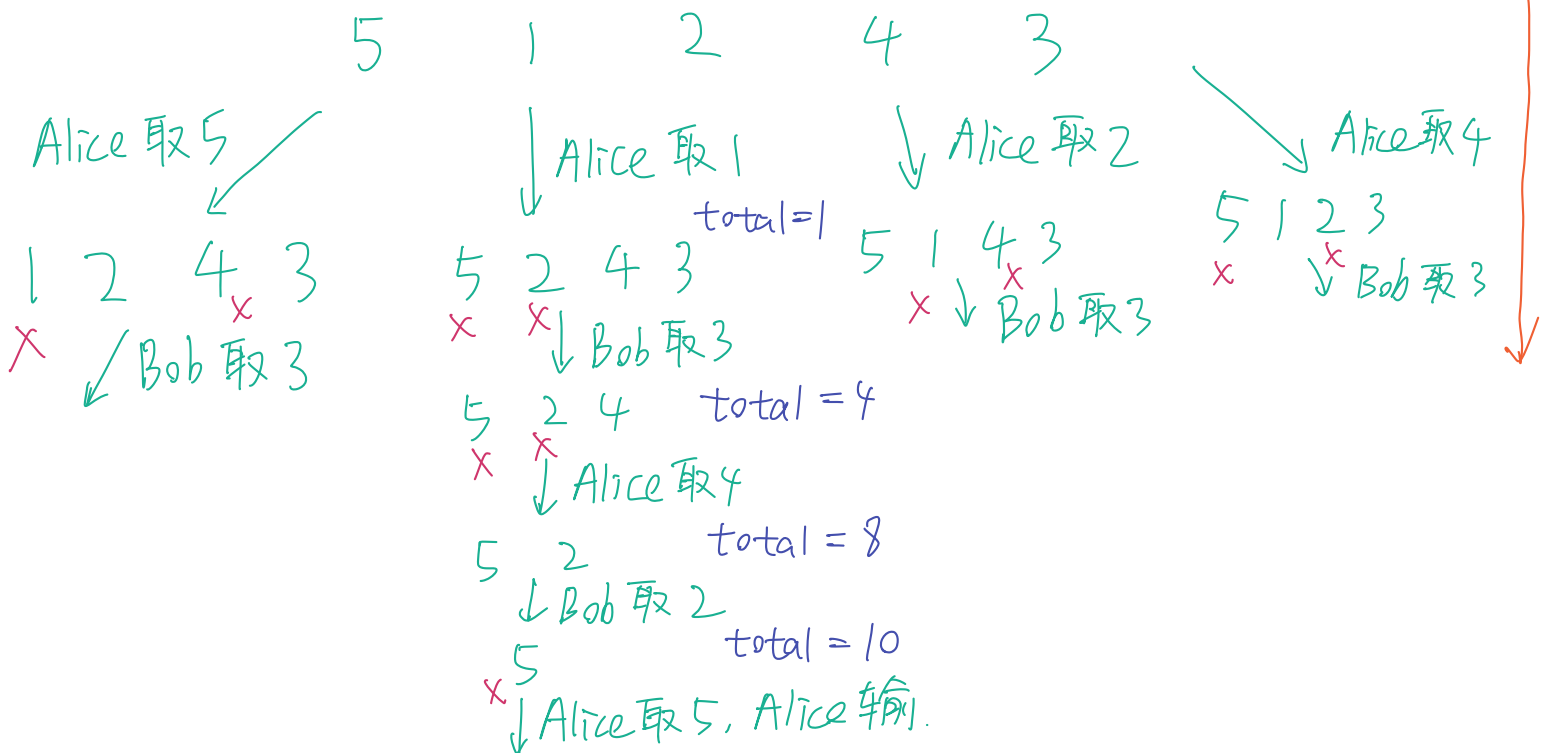 5 1 2 4 3
Alice取5
Alice取1
Alice取2
Alice取4
total=1
1 2 4 3
x x
Bob取3
5 2 4 3
x x
Bob取3
5 1 4 3
x x
Bob取3
5 1 2 3
x x
Bob取3
5 2 4
x x
total=4
Alice取4
5 2
total=8
Bob取2
5
x
total=10
Alice取5, Alice输.